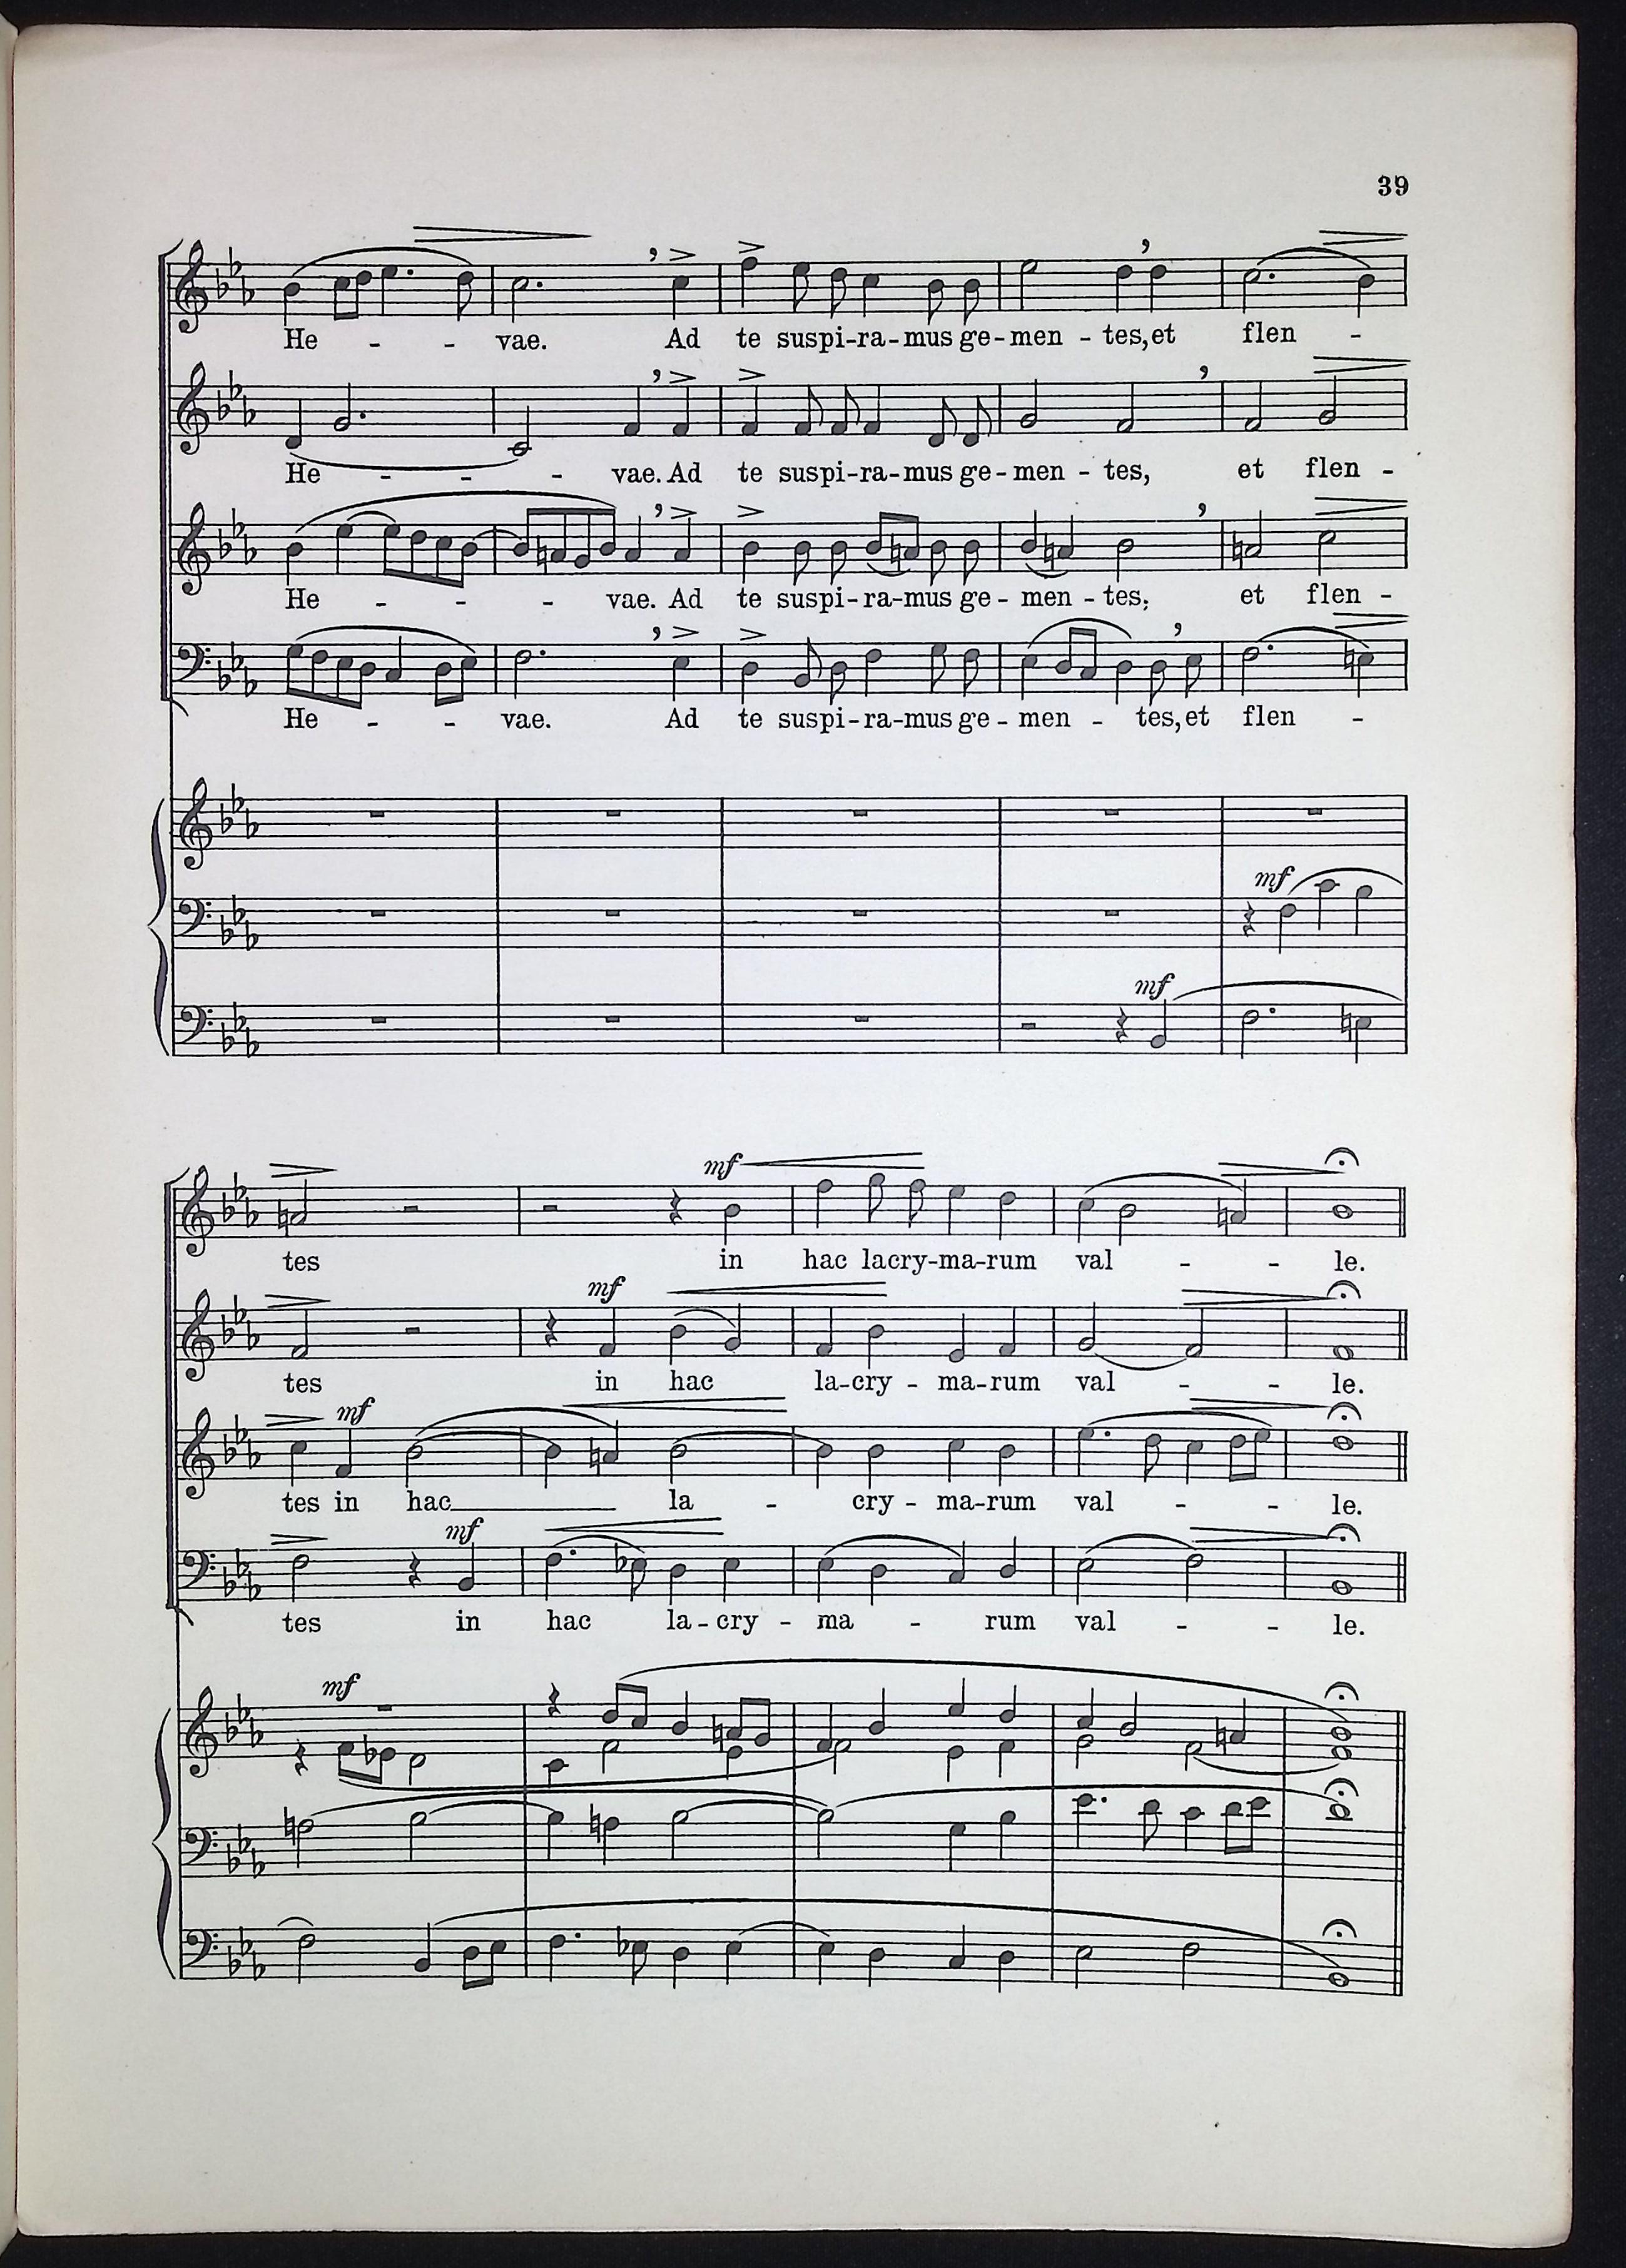 39
He - - vae. Ad te suspi-ra-mus ge-men - tes, et flen -
He - - - vae. Ad te suspi-ra-mus ge-men - tes, et flen -
He - - - vae. Ad te suspi-ra-mus ge-men - tes, et flen -
He - - vae. Ad te suspi-ra-mus ge-men - tes, et flen -
mf
mf
mf
tes in hac lacry-ma-rum val - - le.
mf
tes in hac la-cry - ma-rum val - - le.
mf
tes in hac la - cry - ma-rum val - - le.
mf
tes in hac la-cry - ma - rum val - - le.
mf